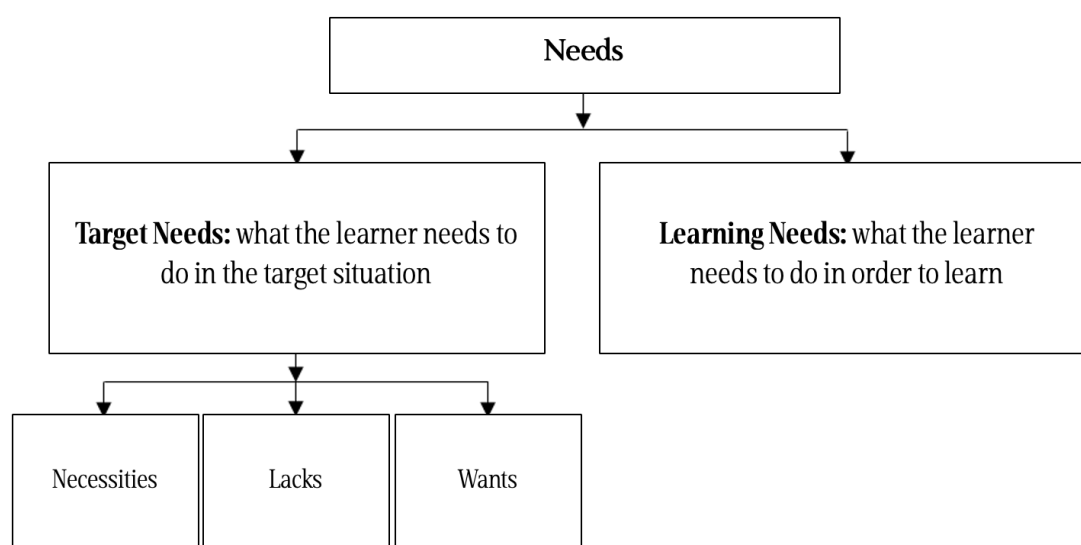 Needs
Target Needs: what the learner needs to
do in the target situation
Learning Needs: what the learner
needs to do in order to learn
Necessities
Lacks
Wants